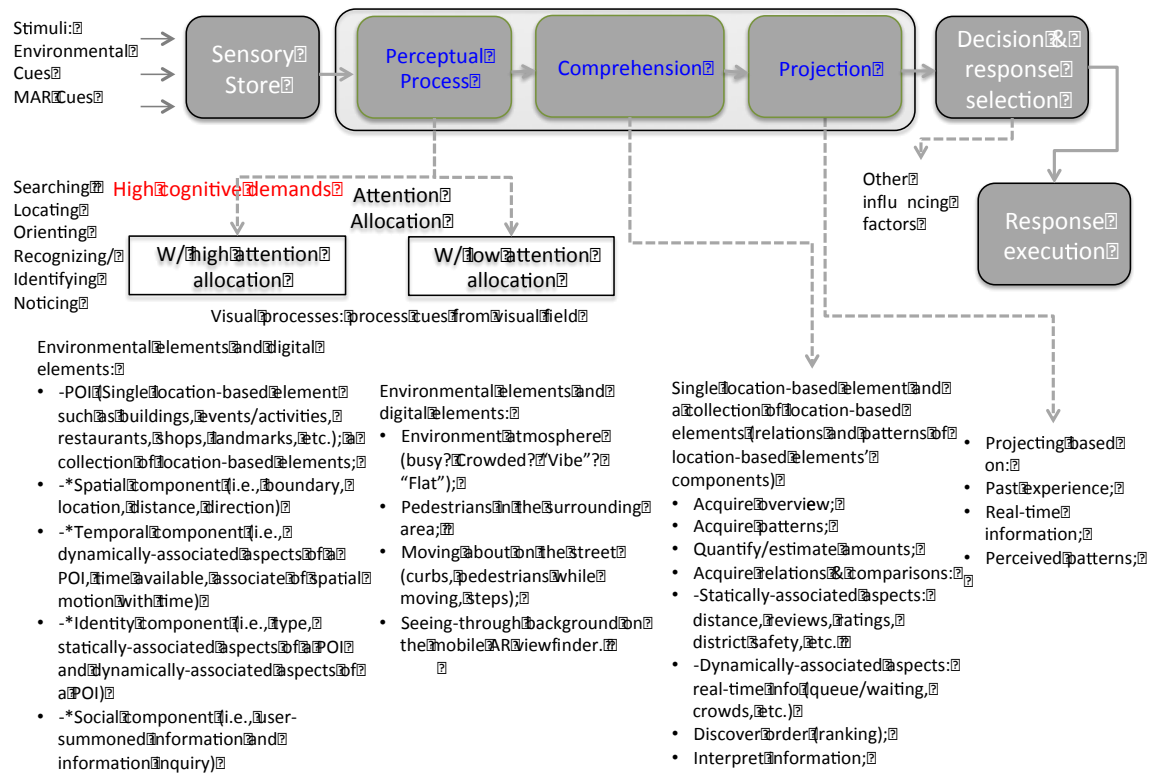 Stimuli:
Environmental
Cues
MAR Cues
Sensory
Store
Perceptual
Process
Comprehension
Projection
Decision &
response
selection
Response
execution
Other
influ ncing
factors
Searching
Locating
Orienting
Recognizing/
Identifying
Noticing
High cognitive demands
Attention
Allocation
W/ high attention
allocation
W/ low attention
allocation
Visual processes: process cues from visual field
Environmental elements and digital
elements:
• -POI (Single location-based element
such as buildings, events/activities,
restaurants, shops, landmarks, etc.); a
collection of location-based elements;
• -*Spatial component (i.e., boundary,
location, distance, direction)
• -*Temporal component (i.e.,
dynamically-associated aspects of a
POI, time available, associate of spatial
motion with time)
• -*Identity component (i.e., type,
statically-associated aspects of a POI
and dynamically-associated aspects of
a POI)
• -*Social component (i.e., user-
summoned information and
information inquiry)
Environmental elements and
digital elements:
• Environment atmosphere
(busy? Crowded? "Vibe"?
"Flat");
• Pedestrians in the surrounding
area;
• Moving about on the street
(curbs, pedestrians while
moving, steps);
• Seeing-through background on
the mobile AR viewfinder.
Single location-based element and
a collection of location-based
elements (relations and patterns of
location-based elements'
components)
• Acquire overview;
• Acquire patterns;
• Quantify/estimate amounts;
• Acquire relations & comparisons:
• -Statically-associated aspects:
distance, reviews, ratings,
district safety, etc.
• -Dynamically-associated aspects:
real-time info (queue/waiting,
crowds, etc.)
• Discover order (ranking);
• Interpret information;
• Projecting based
on:
• Past experience;
• Real-time
information;
• Perceived patterns;